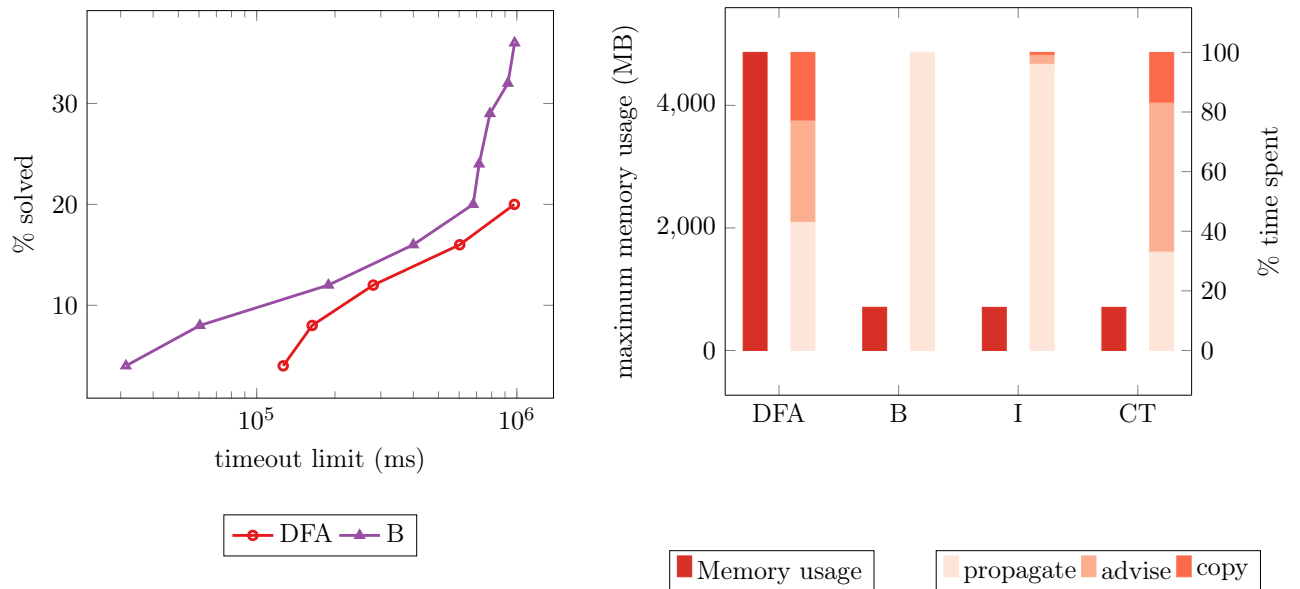 30
20
10
% solved
10^5
10^6
timeout limit (ms)
DFA
B
4,000
2,000
0
maximum memory usage (MB)
100
80
60
40
20
0
% time spent
DFA
B
I
CT
Memory usage
propagate
advise
copy